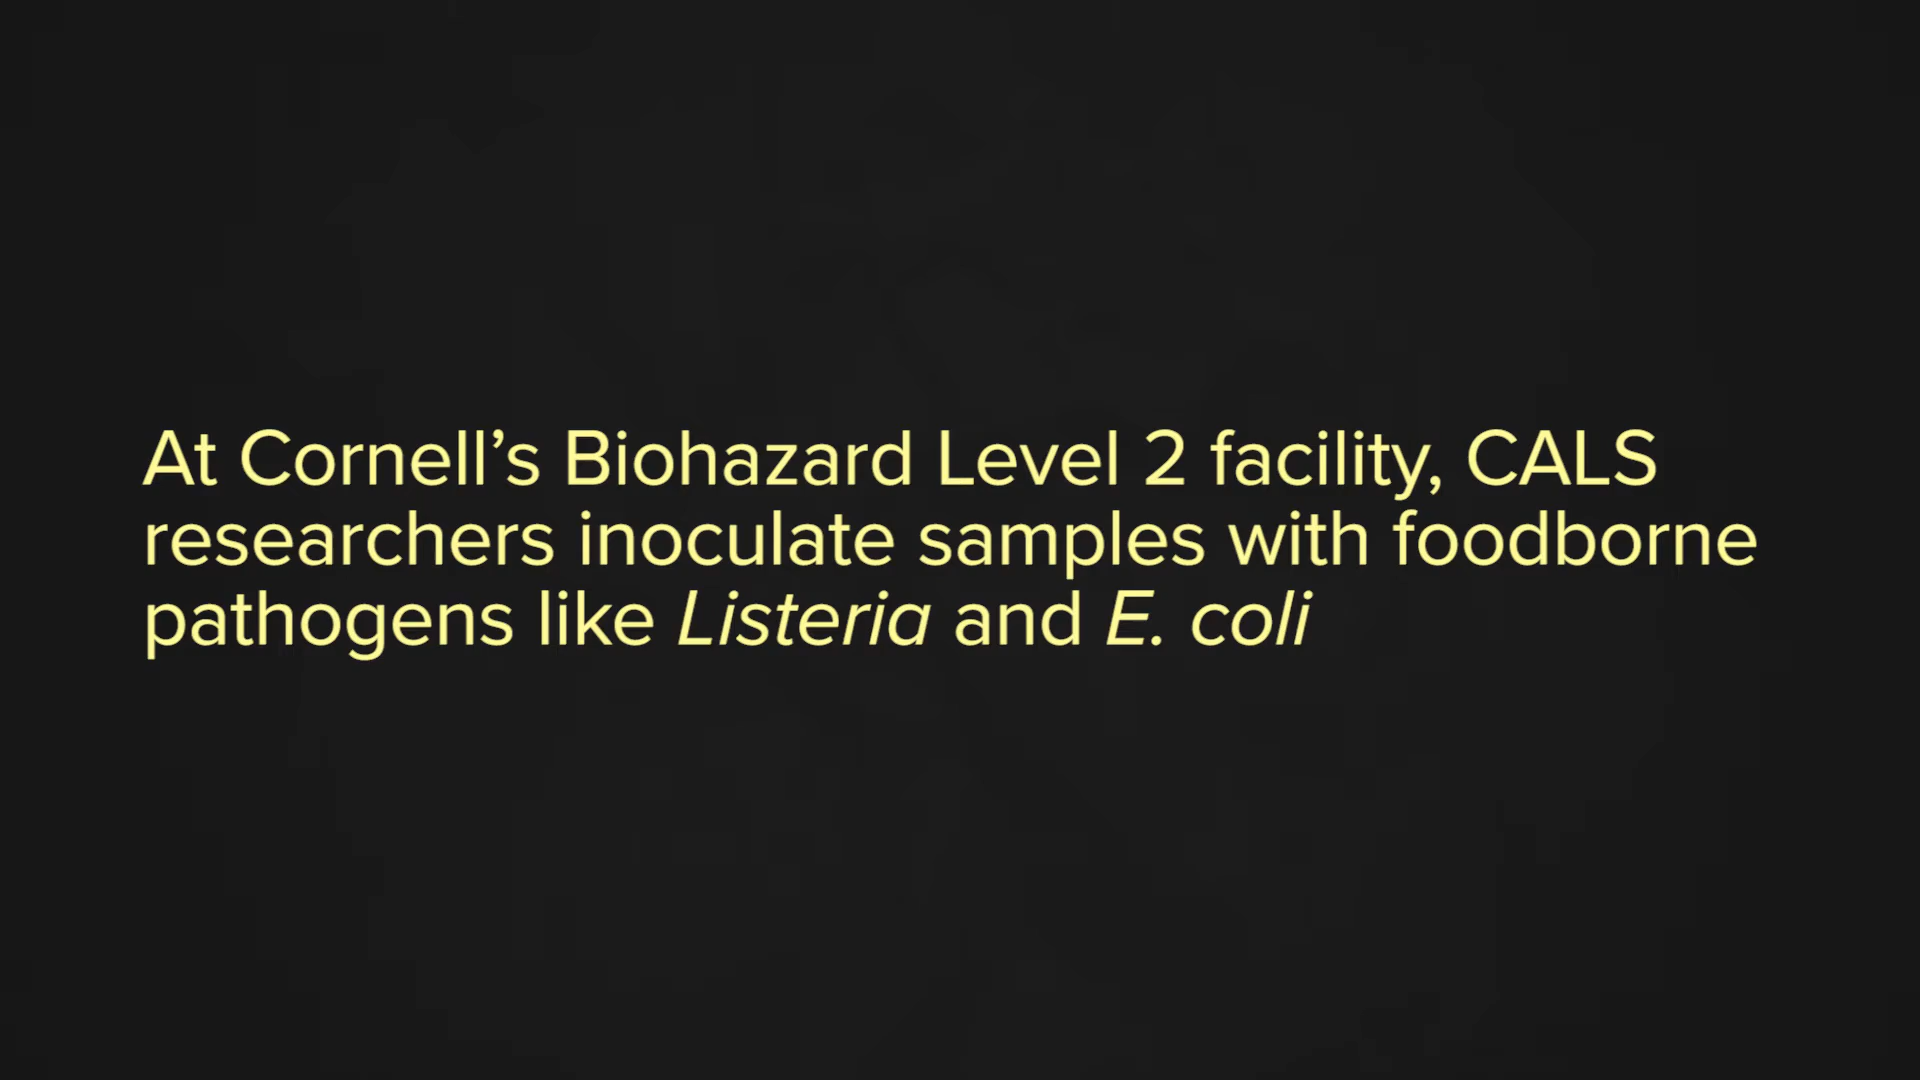 At Cornell’s Biohazard Level 2 facility, CALS
researchers inoculate samples with foodborne
pathogens like Listeria and E. coli